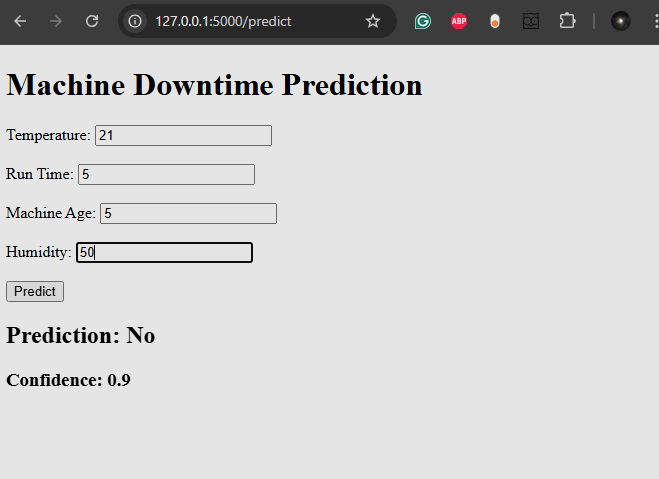 127.0.0.1:5000/predict
ABP
Machine Downtime Prediction
Temperature: 21
Run Time: 5
Machine Age: 5
Humidity: 50
Predict
Prediction: No
Confidence: 0.9